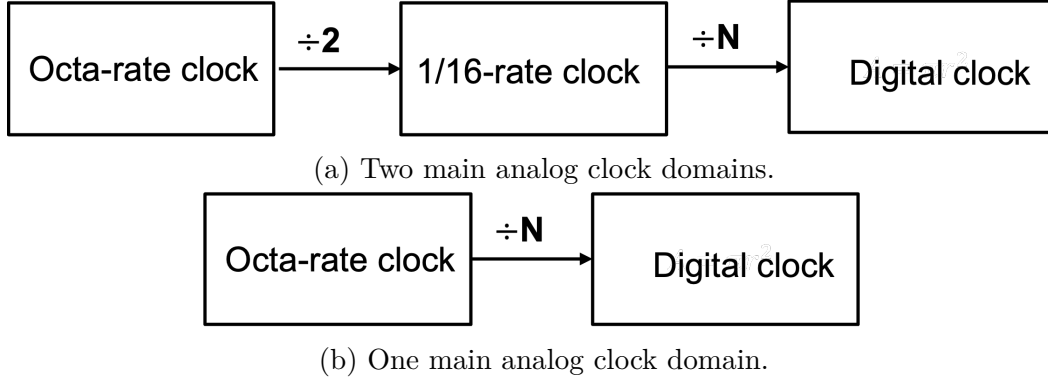 ÷2
÷N
Octa-rate clock
1/16-rate clock
Digital clock
(a) Two main analog clock domains.
÷N
Octa-rate clock
Digital clock
(b) One main analog clock domain.